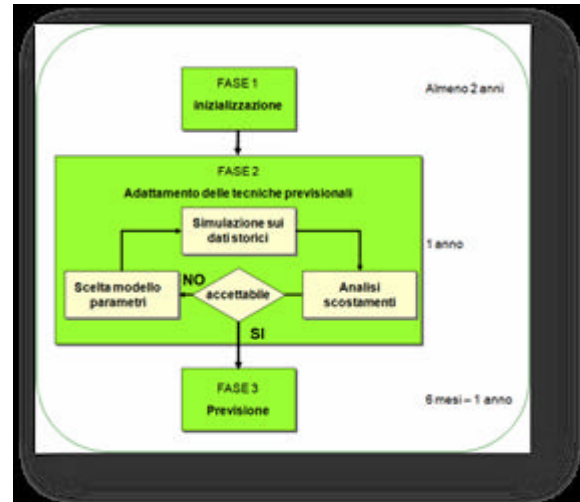 FASE 1
inizializzazione
Almeno 2 anni
FASE 2
Adattamento delle tecniche previsionali
Simulazione sui
dati storici
1 anno
Scelta modello
parametri
NO
accettabile
Analisi
scostamenti
SI
FASE 3
Previsione
6 mesi – 1 anno